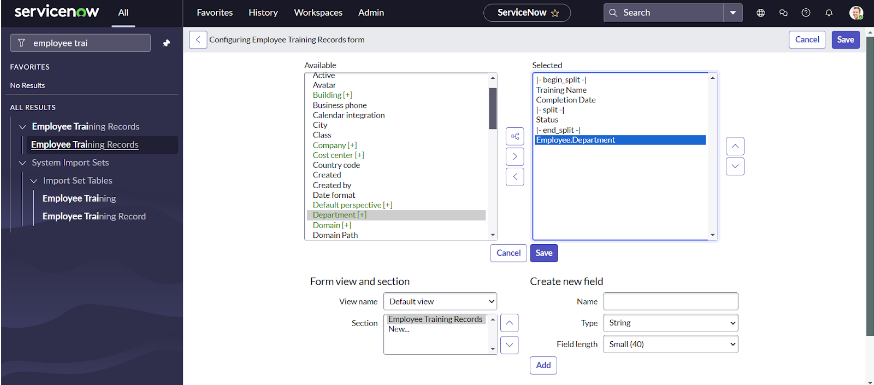 servicenow
All
Favorites
History
Workspaces
Admin
ServiceNow
Search
employee trai
FAVORITES
No Results
ALL RESULTS
Employee Training Records
Employee Training Records
System Import Sets
Import Set Tables
Employee Training
Employee Training Record
Configuring Employee Training Records form
Cancel
Save
Available
Active
Avatar
Building [+]
Business phone
Calendar integration
City
Class
Company [+]
Cost center [+]
Country code
Created
Created by
Date format
Default perspective [+]
Department [+]
Domain [+]
Domain Path
Selected
|- begin_split -|
Training Name
Completion Date
|- split -|
Status
|- end_split -|
Employee.Department
Cancel
Save
Form view and section
View name
Default view
Section
Employee Training Records
New...
Create new field
Name
Type
String
Field length
Small (40)
Add